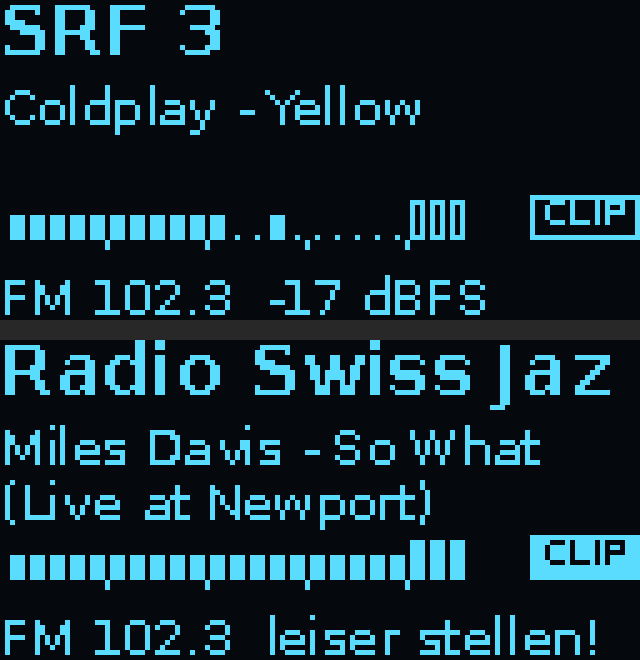 SRF 3
Coldplay - Yellow
CLIP
FM 102.3 -17 dBFS
Radio Swiss Jaz
Miles Davis - So What
(Live at Newport)
CLIP
FM 102.3 leiser stellen!